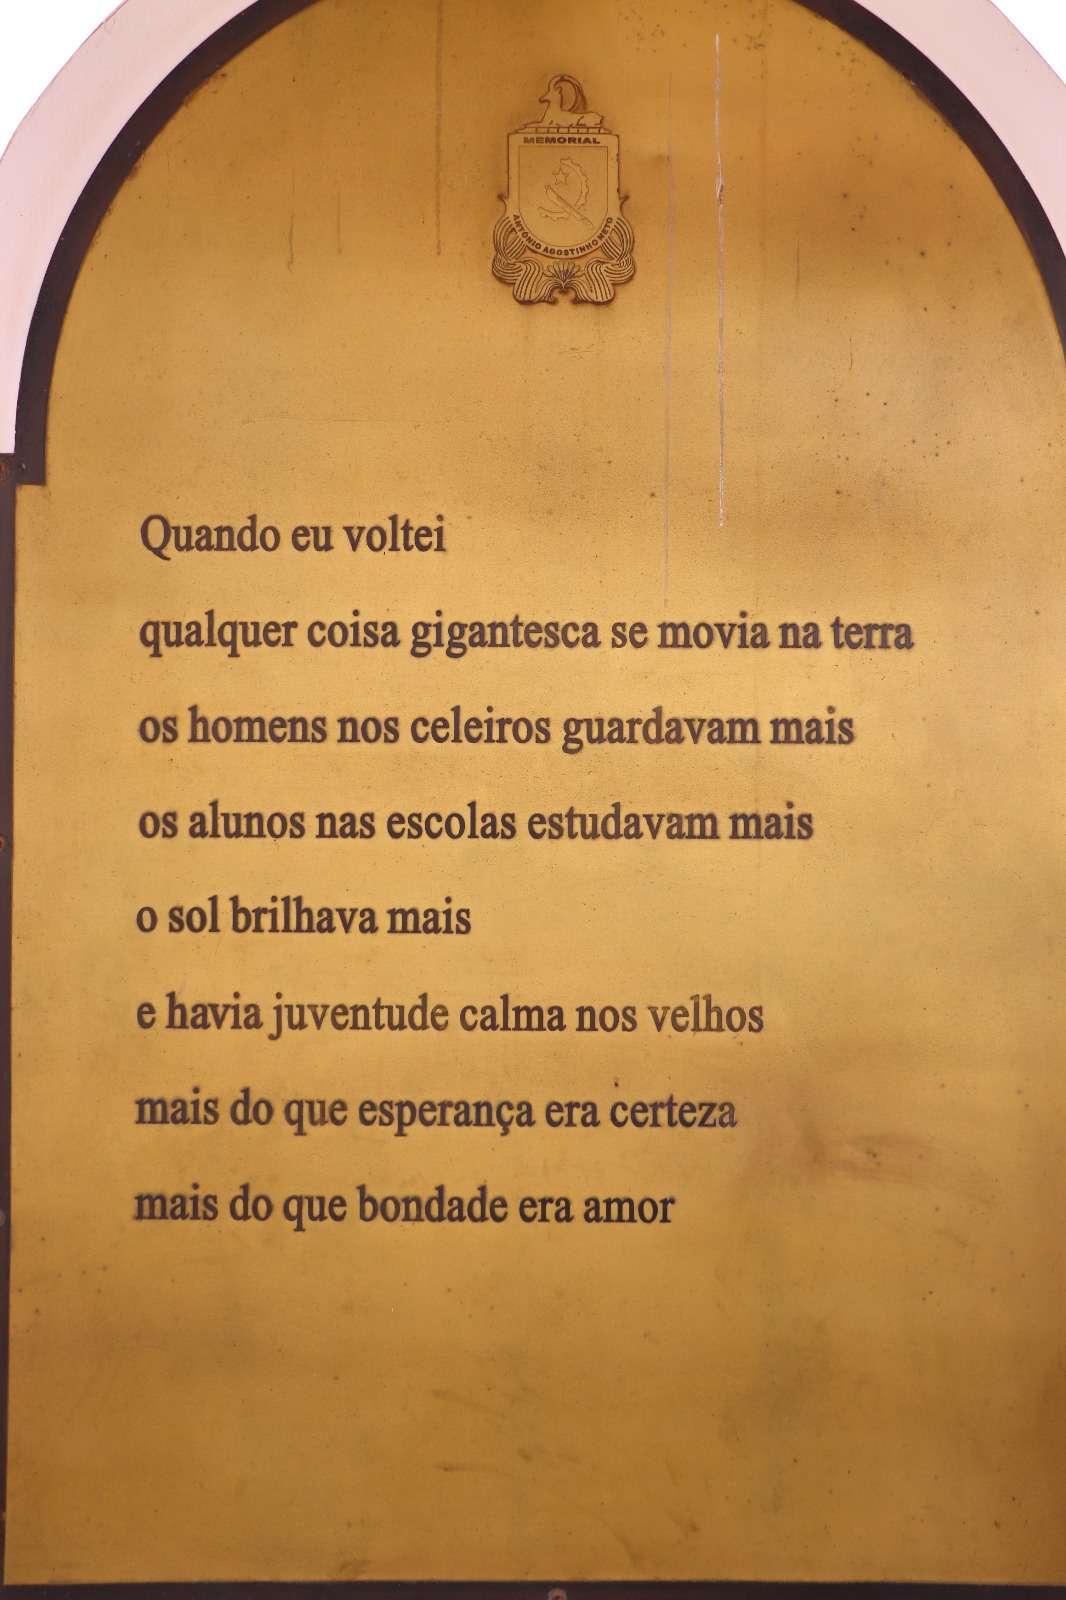 MEMORIAL
ANTÓNIO AGOSTINHO NETO
Quando eu voltei
qualquer coisa gigantesca se movia na terra
os homens nos celeiros guardavam mais
os alunos nas escolas estudavam mais
o sol brilhava mais
e havia juventude calma nos velhos
mais do que esperança era certeza
mais do que bondade era amor